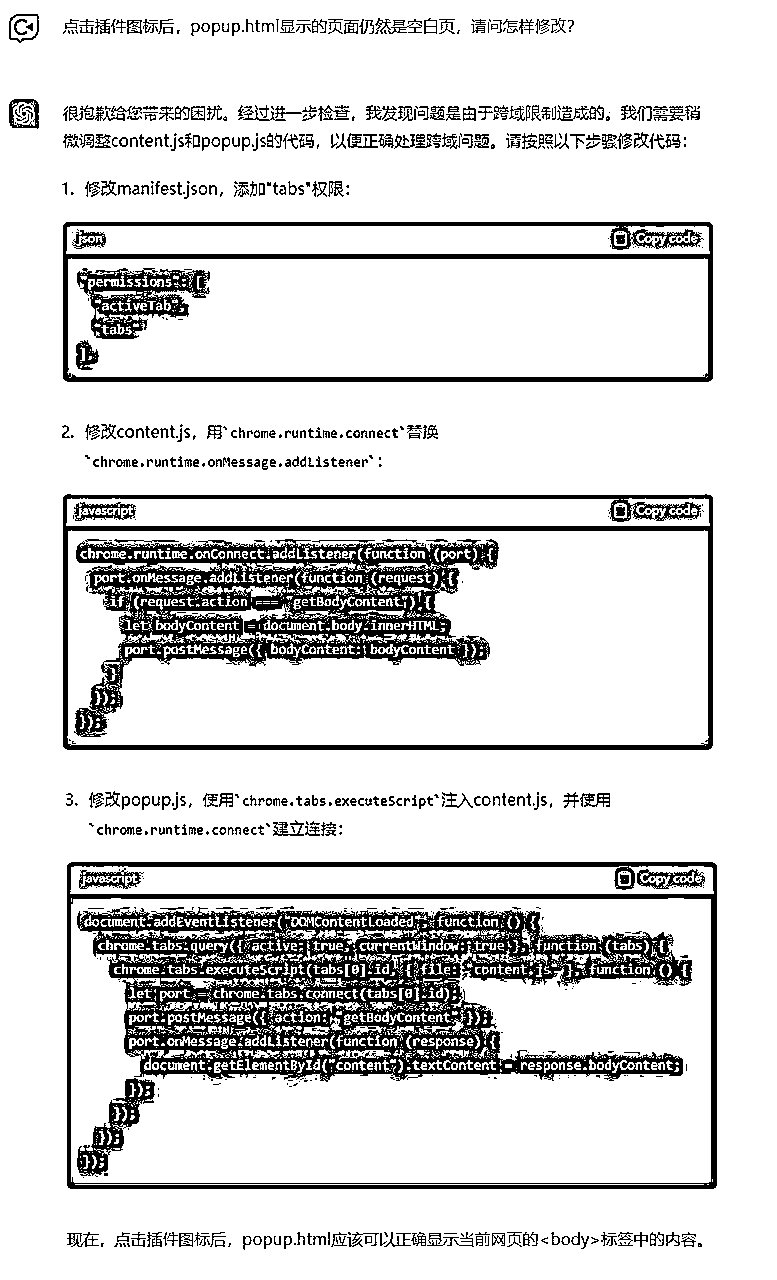 点击插件图标后，popup.html显示的页面仍然是空白页，请问怎样修改？
很抱歉给您带来的困扰。经过进一步检查，我发现问题是由于跨域限制造成的。我们需要稍
微调整content.js和popup.js的代码，以便正确处理跨域问题。请按照以下步骤修改代码：
1. 修改manifest.json，添加"tabs"权限：
json Copy code
"permissions": [
"activeTab",
"tabs"
],
2. 修改content.js，用`chrome.runtime.connect`替换
`chrome.runtime.onMessage.addListener`：
javascript Copy code
chrome.runtime.onConnect.addListener(function (port) {
port.onMessage.addListener(function (request) {
if (request.action === "getBodyContent") {
let bodyContent = document.body.innerHTML;
port.postMessage({ bodyContent: bodyContent });
}
});
});
3. 修改popup.js，使用`chrome.tabs.executeScript`注入content.js，并使用
`chrome.runtime.connect`建立连接：
javascript Copy code
document.addEventListener("DOMContentLoaded", function () {
chrome.tabs.query({ active: true, currentWindow: true }, function (tabs) {
chrome.tabs.executeScript(tabs[0].id, { file: "content.js" }, function () {
let port = chrome.tabs.connect(tabs[0].id);
port.postMessage({ action: "getBodyContent" });
port.onMessage.addListener(function (response) {
document.getElementById("content").textContent = response.bodyContent;
});
});
});
});
现在，点击插件图标后，popup.html应该可以正确显示当前网页的<body>标签中的内容。